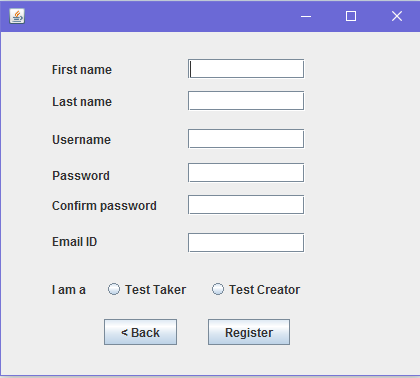 First name
Last name
Username
Password
Confirm password
Email ID
I am a Test Taker Test Creator
< Back Register